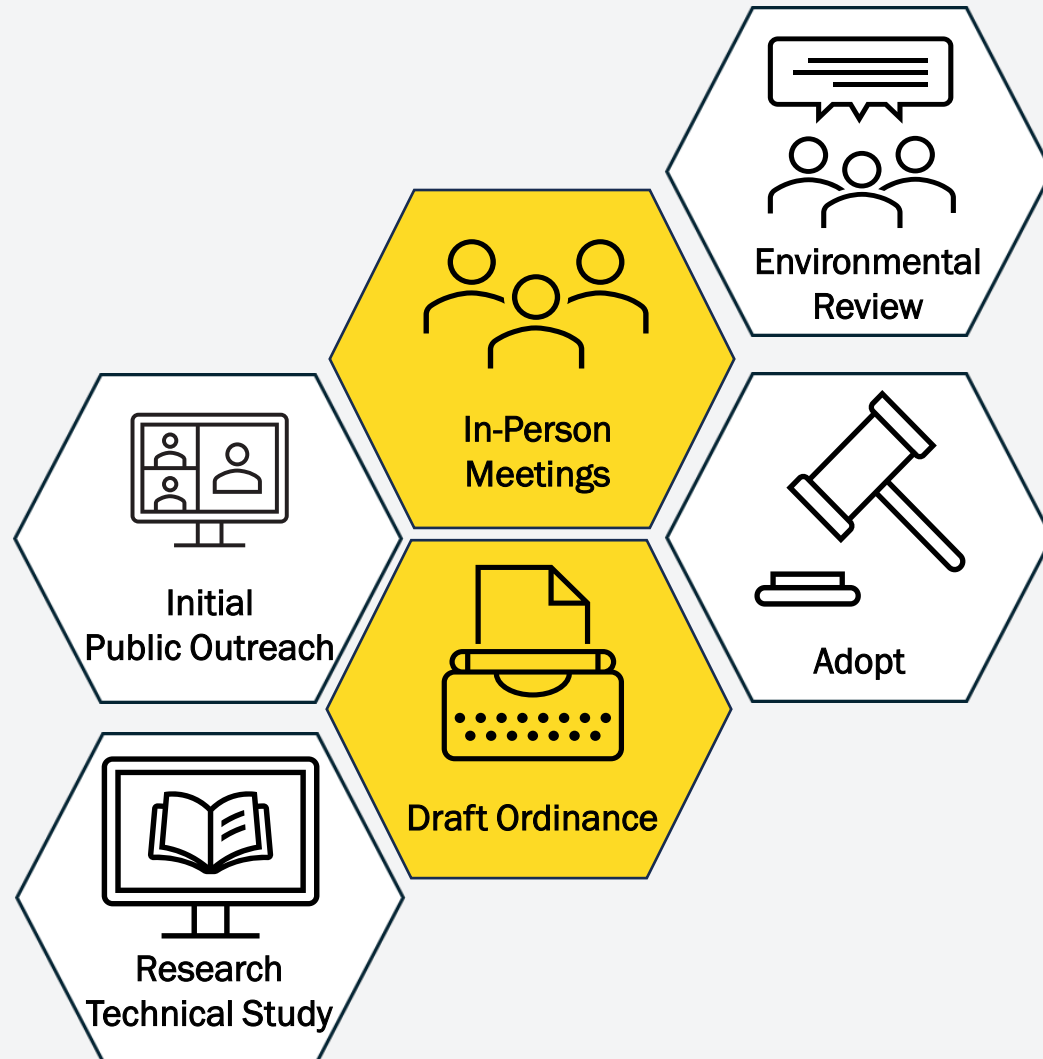 Environmental
Review
In-Person
Meetings
Initial
Public Outreach
Adopt
Draft Ordinance
Research
Technical Study